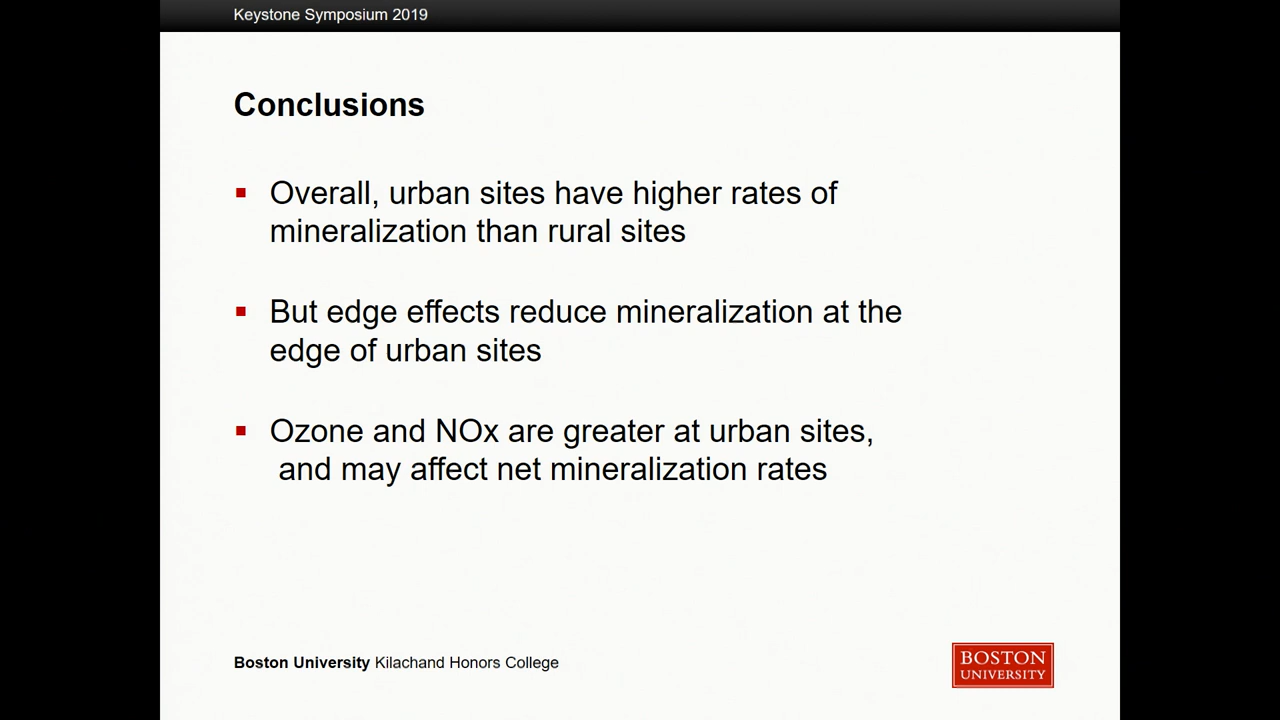 Keystone Symposium 2019
Conclusions
Overall, urban sites have higher rates of
mineralization than rural sites
But edge effects reduce mineralization at the
edge of urban sites
Ozone and NOx are greater at urban sites,
and may affect net mineralization rates
Boston University Kilachand Honors College
BOSTON
UNIVERSITY